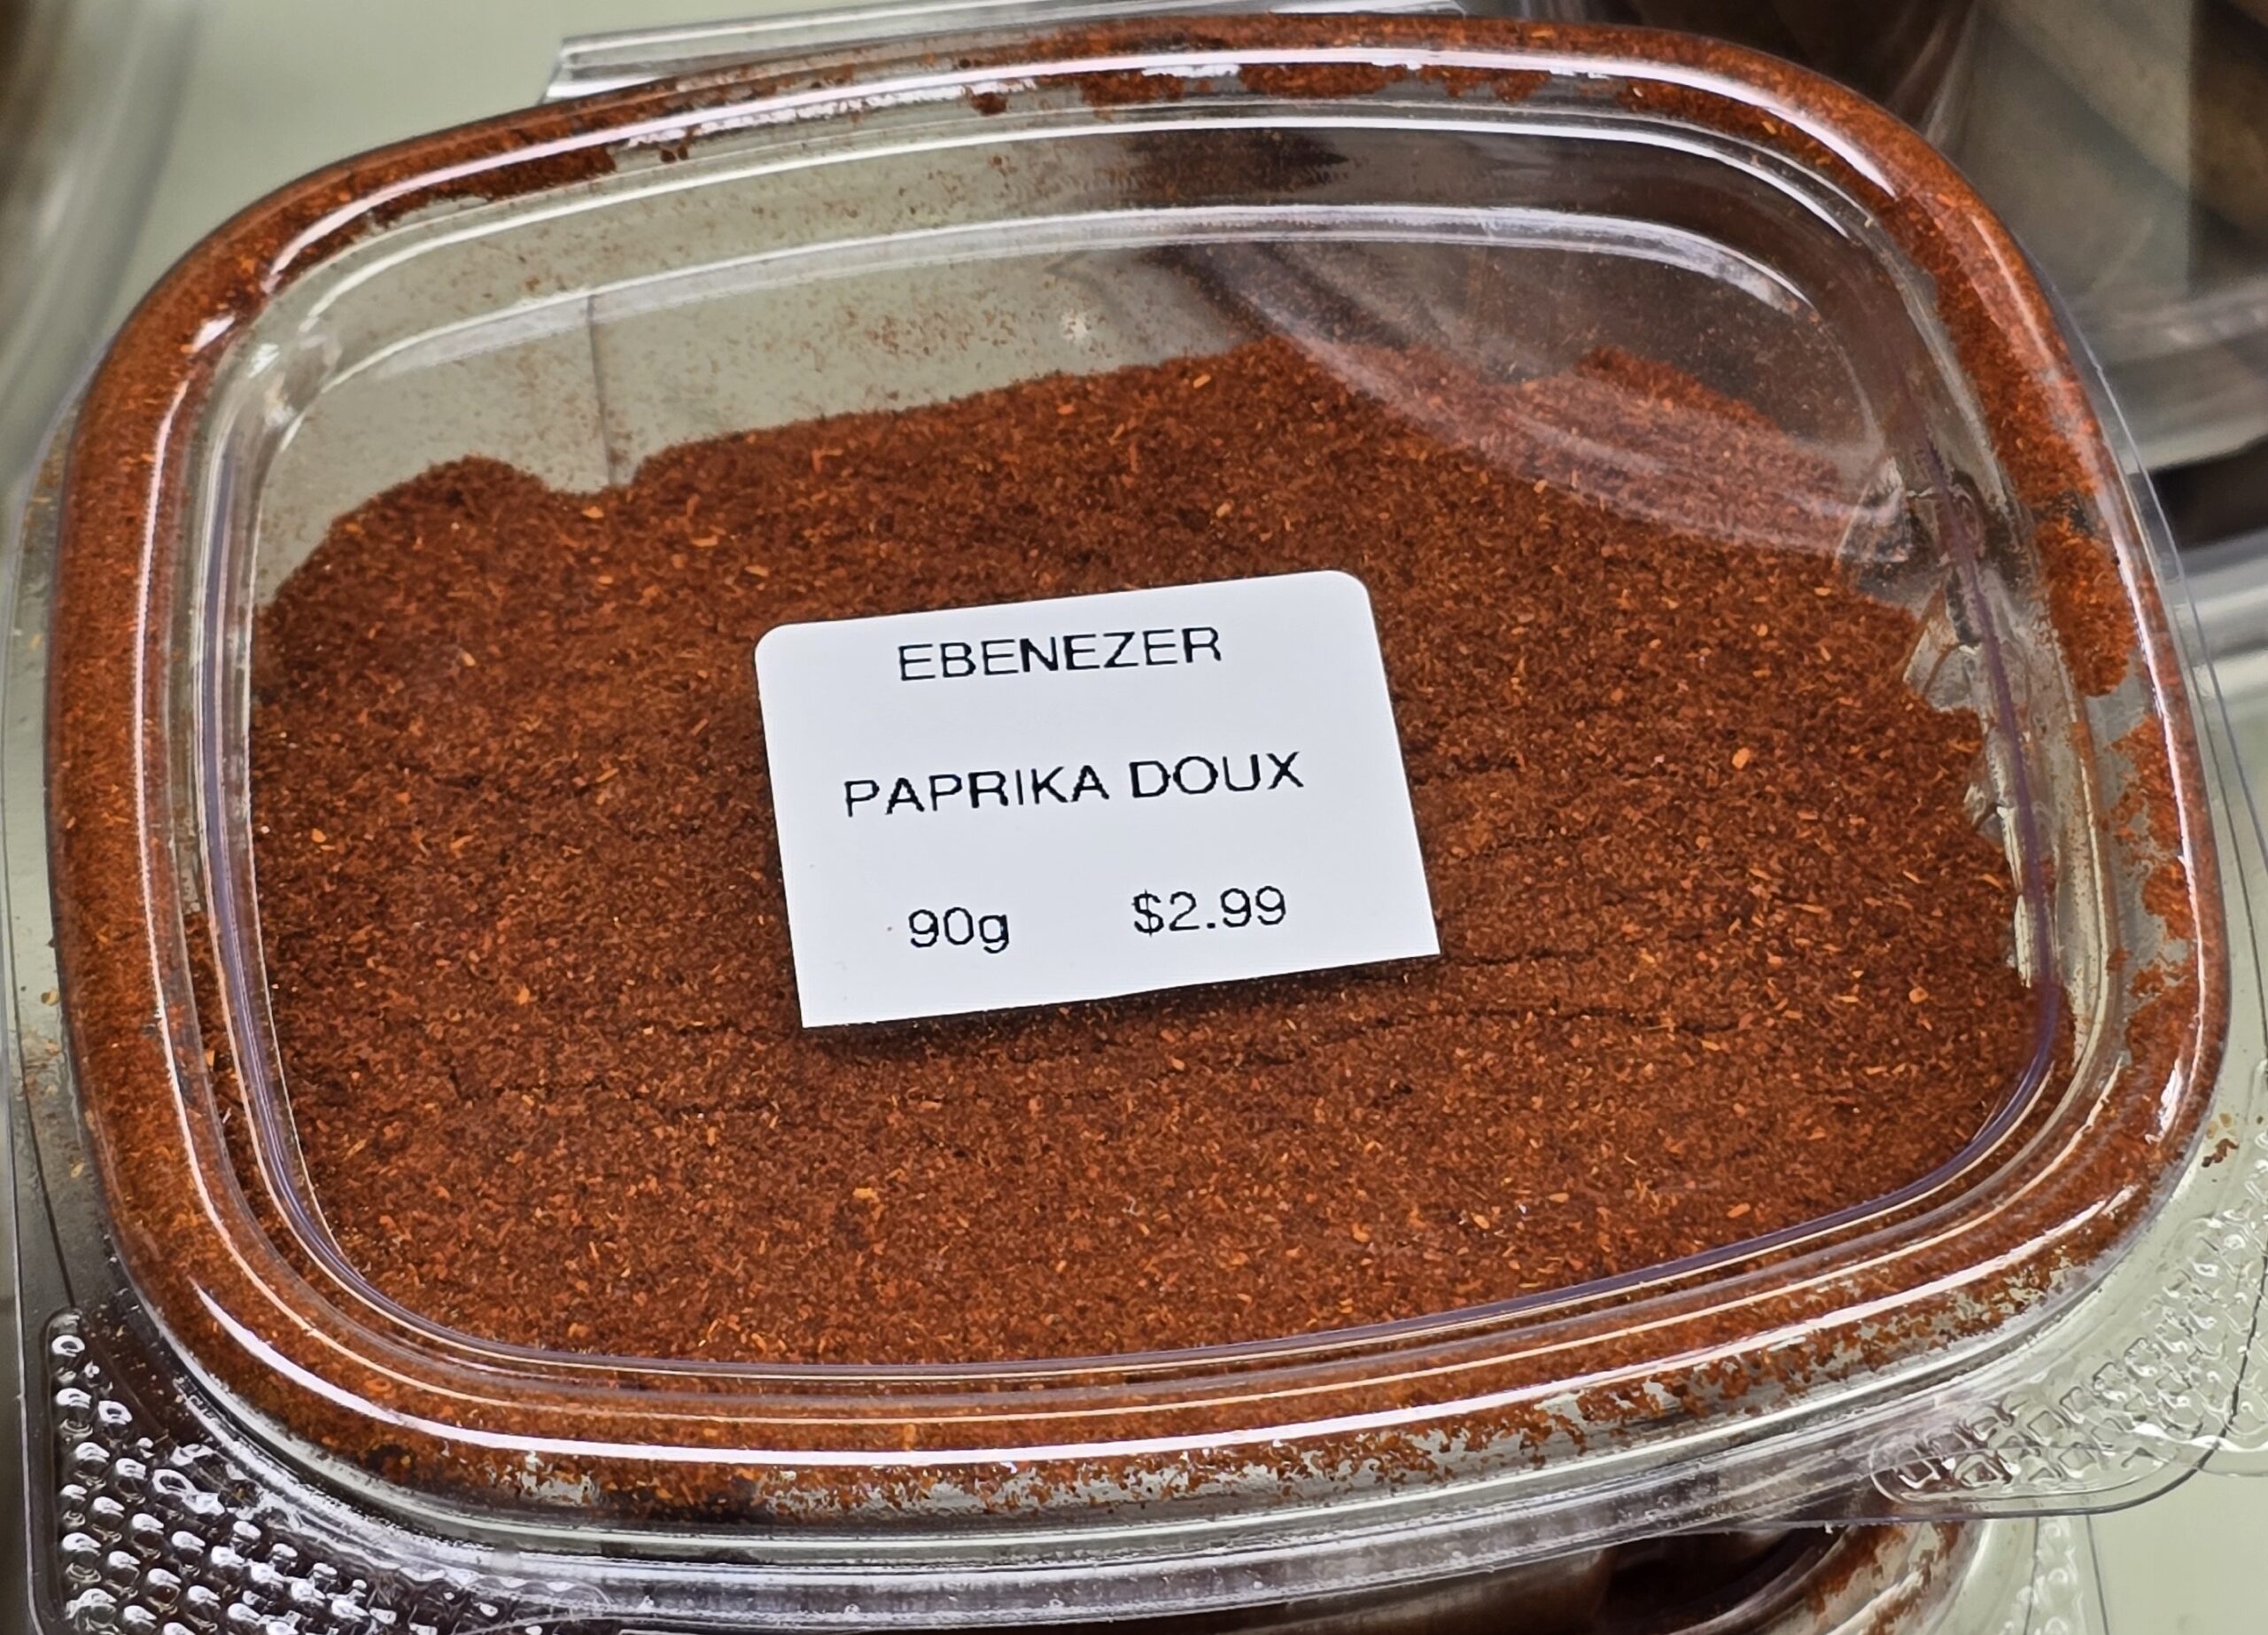 EBENEZER
PAPRIKA DOUX
90g $2.99